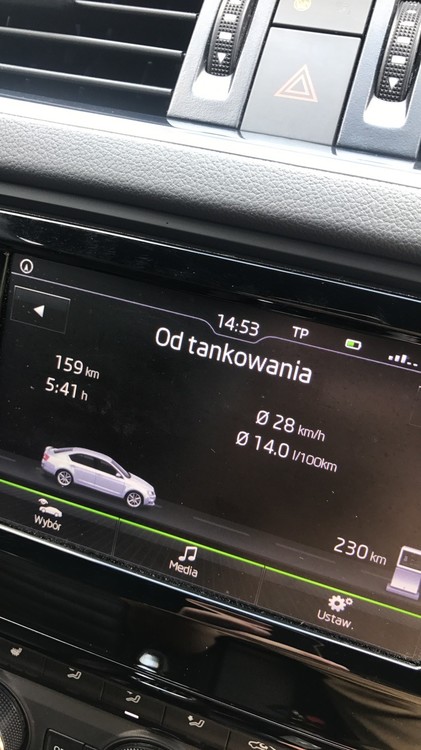 14:53 TP
Od tankowania
159 km
5:41 h
Ø 28 km/h
Ø 14.0 l/100km
230 km
Wybór
Media
Ustaw.